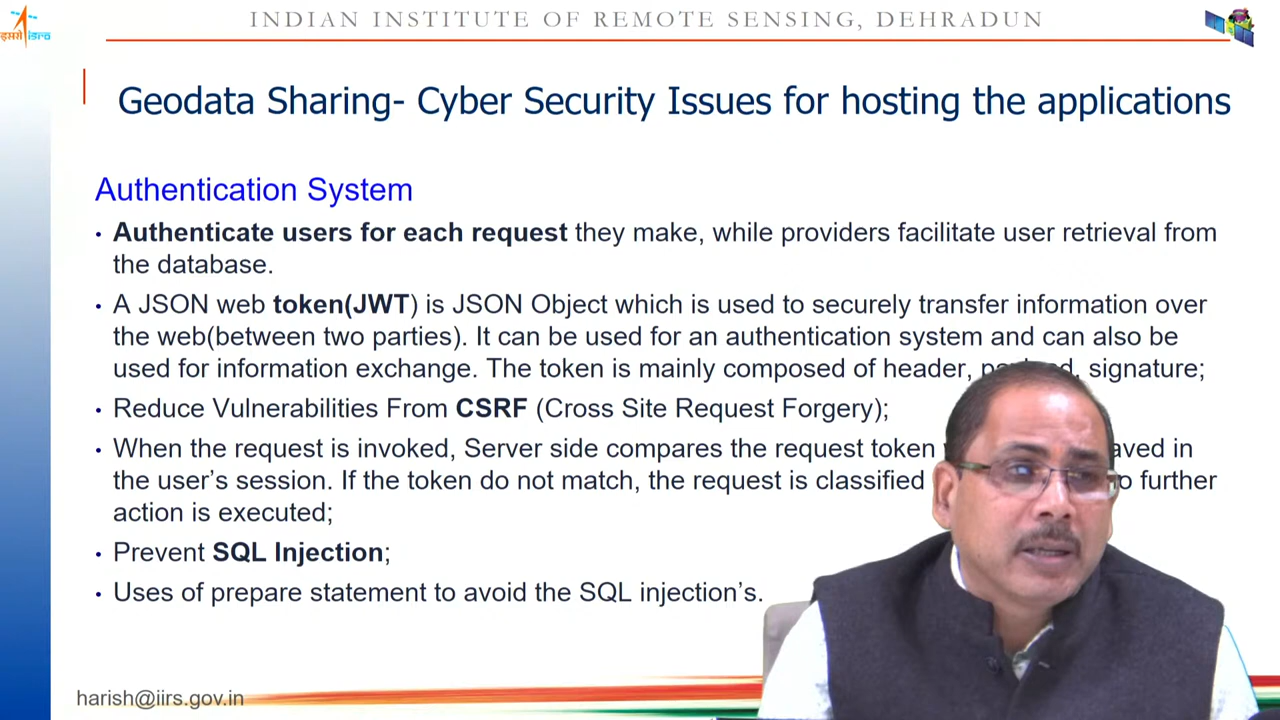 INDIAN INSTITUTE OF REMOTE SENSING, DEHRADUN
इसरो isro
Geodata Sharing- Cyber Security Issues for hosting the applications
Authentication System
• Authenticate users for each request they make, while providers facilitate user retrieval from
the database.
• A JSON web token(JWT) is JSON Object which is used to securely transfer information over
the web(between two parties). It can be used for an authentication system and can also be
used for information exchange. The token is mainly composed of header, signature;
• Reduce Vulnerabilities From CSRF (Cross Site Request Forgery);
• When the request is invoked, Server side compares the request token in
the user's session. If the token do not match, the request is classified further
action is executed;
• Prevent SQL Injection;
• Uses of prepare statement to avoid the SQL injection's.
harish@iirs.gov.in